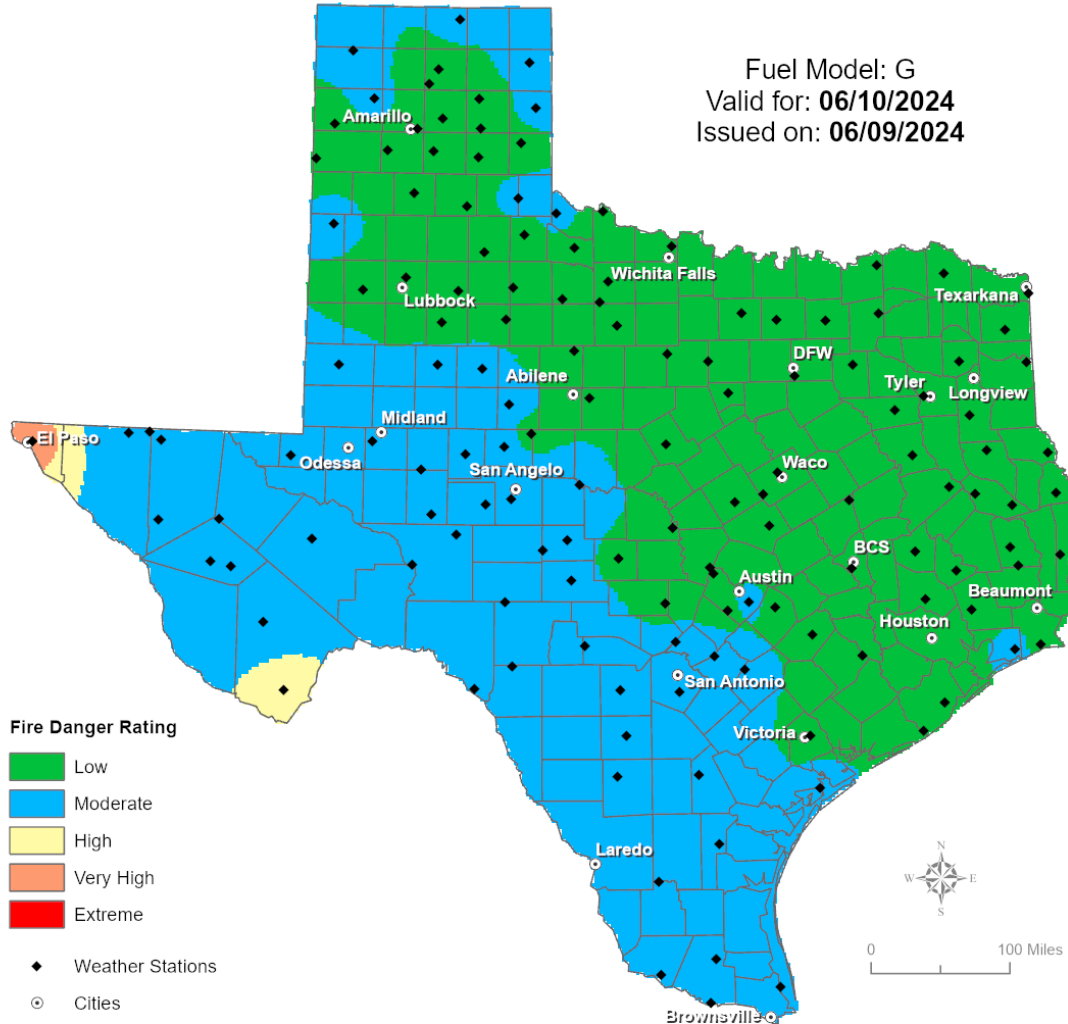 Fuel Model: G
Valid for: 06/10/2024
Issued on: 06/09/2024
Amarillo
Wichita Falls
Lubbock
Texarkana
DFW
Abilene
Tyler
Longview
Midland
El Paso
Odessa
San Angelo
Waco
BCS
Austin
Beaumont
Houston
San Antonio
Victoria
Laredo
Brownsville
Fire Danger Rating
Low
Moderate
High
Very High
Extreme
Weather Stations
Cities
N
W
E
S
0
100 Miles